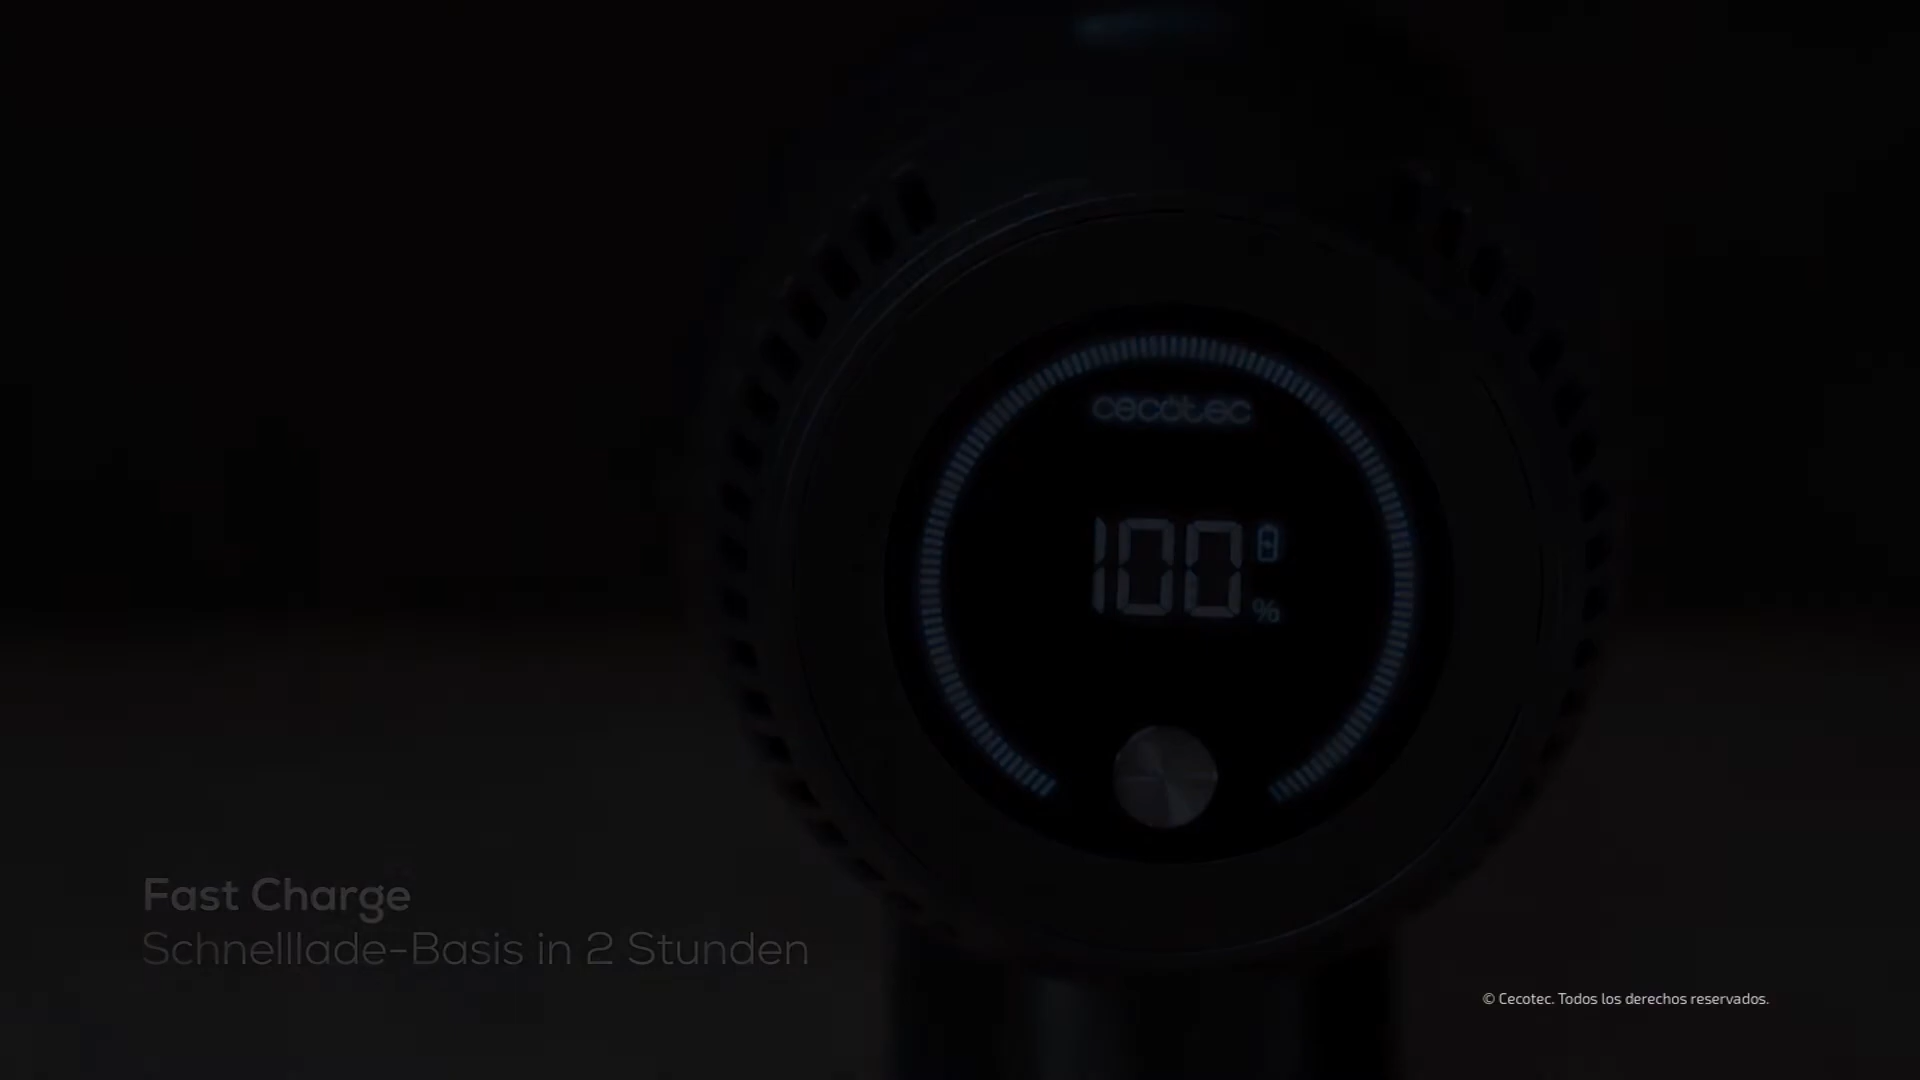 cecotec
100
%
Fast Charge
Schnelllade-Basis in 2 Stunden
© Cecotec. Todos los derechos reservados.